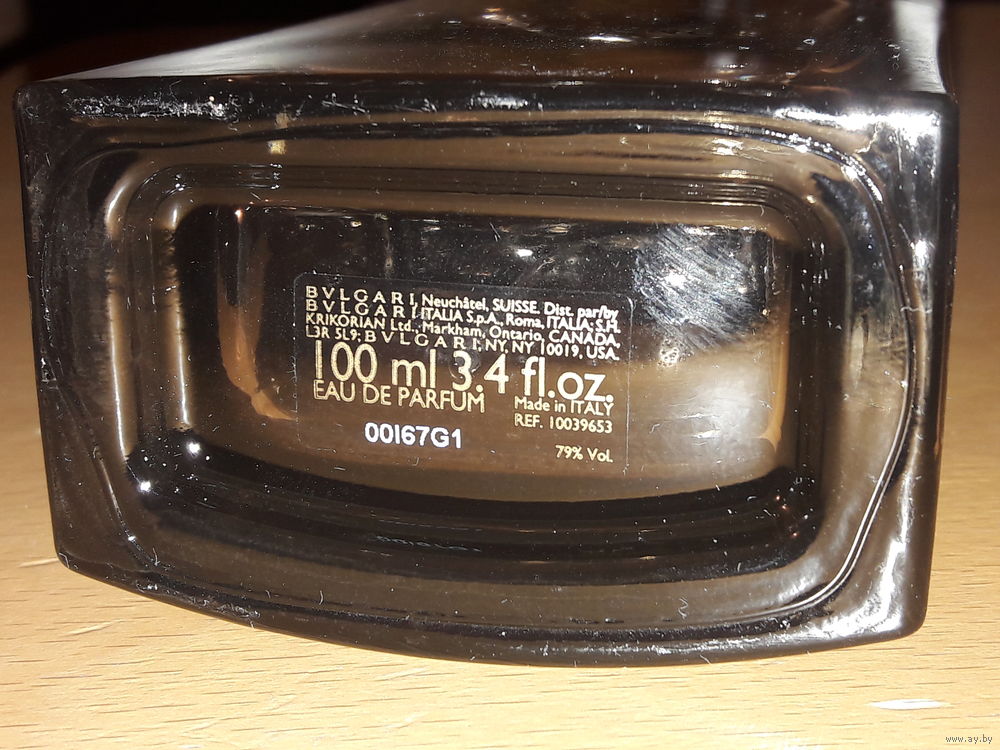 BVLGARI, Neuchâtel, SUISSE. Dist. par/by
BVLGARI ITALIA S.p.A., Roma, ITALIA; S.H.
KRIKORIAN Ltd., Markham, Ontario, CANADA,
L3R 5L9; BVLGARI, NY, NY 10019, USA.
100 ml 3.4 fl.oz.
EAU DE PARFUM
Made in ITALY
REF. 10039653
00I67G1
79% Vol.
www.ay.by